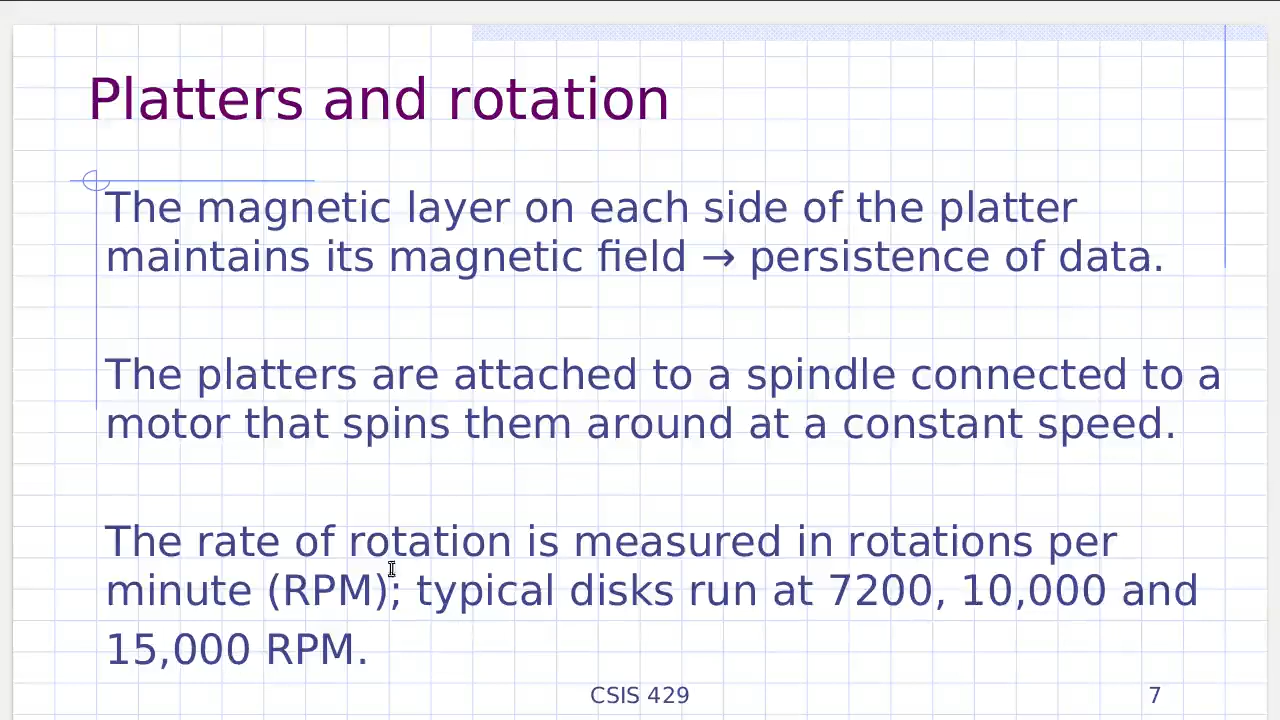 Platters and rotation
The magnetic layer on each side of the platter
maintains its magnetic field → persistence of data.
The platters are attached to a spindle connected to a
motor that spins them around at a constant speed.
The rate of rotation is measured in rotations per
minute (RPM); typical disks run at 7200, 10,000 and
15,000 RPM.
CSIS 429
7